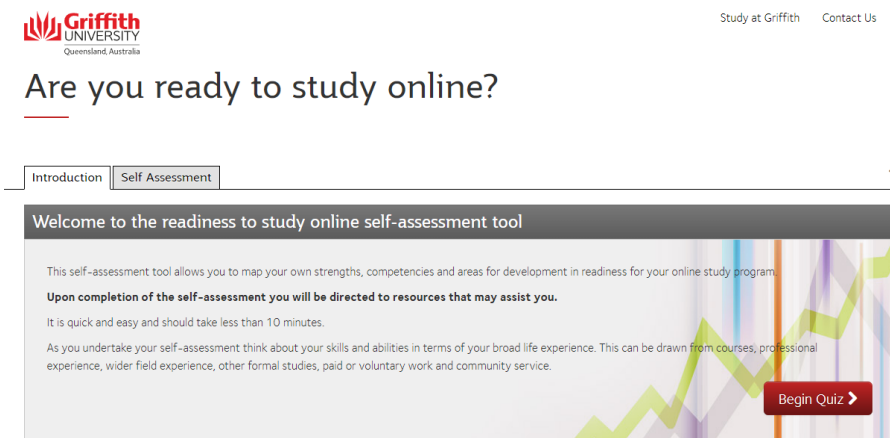 Griffith
UNIVERSITY
Queensland, Australia
Study at Griffith
Contact Us
Are you ready to study online?
Introduction
Self Assessment
Welcome to the readiness to study online self-assessment tool
This self-assessment tool allows you to map your own strengths, competencies and areas for development in readiness for your online study program.
Upon completion of the self-assessment you will be directed to resources that may assist you.
It is quick and easy and should take less than 10 minutes.
As you undertake your self-assessment think about your skills and abilities in terms of your broad life experience. This can be drawn from courses, professional
experience, wider field experience, other formal studies, paid or voluntary work and community service.
Begin Quiz